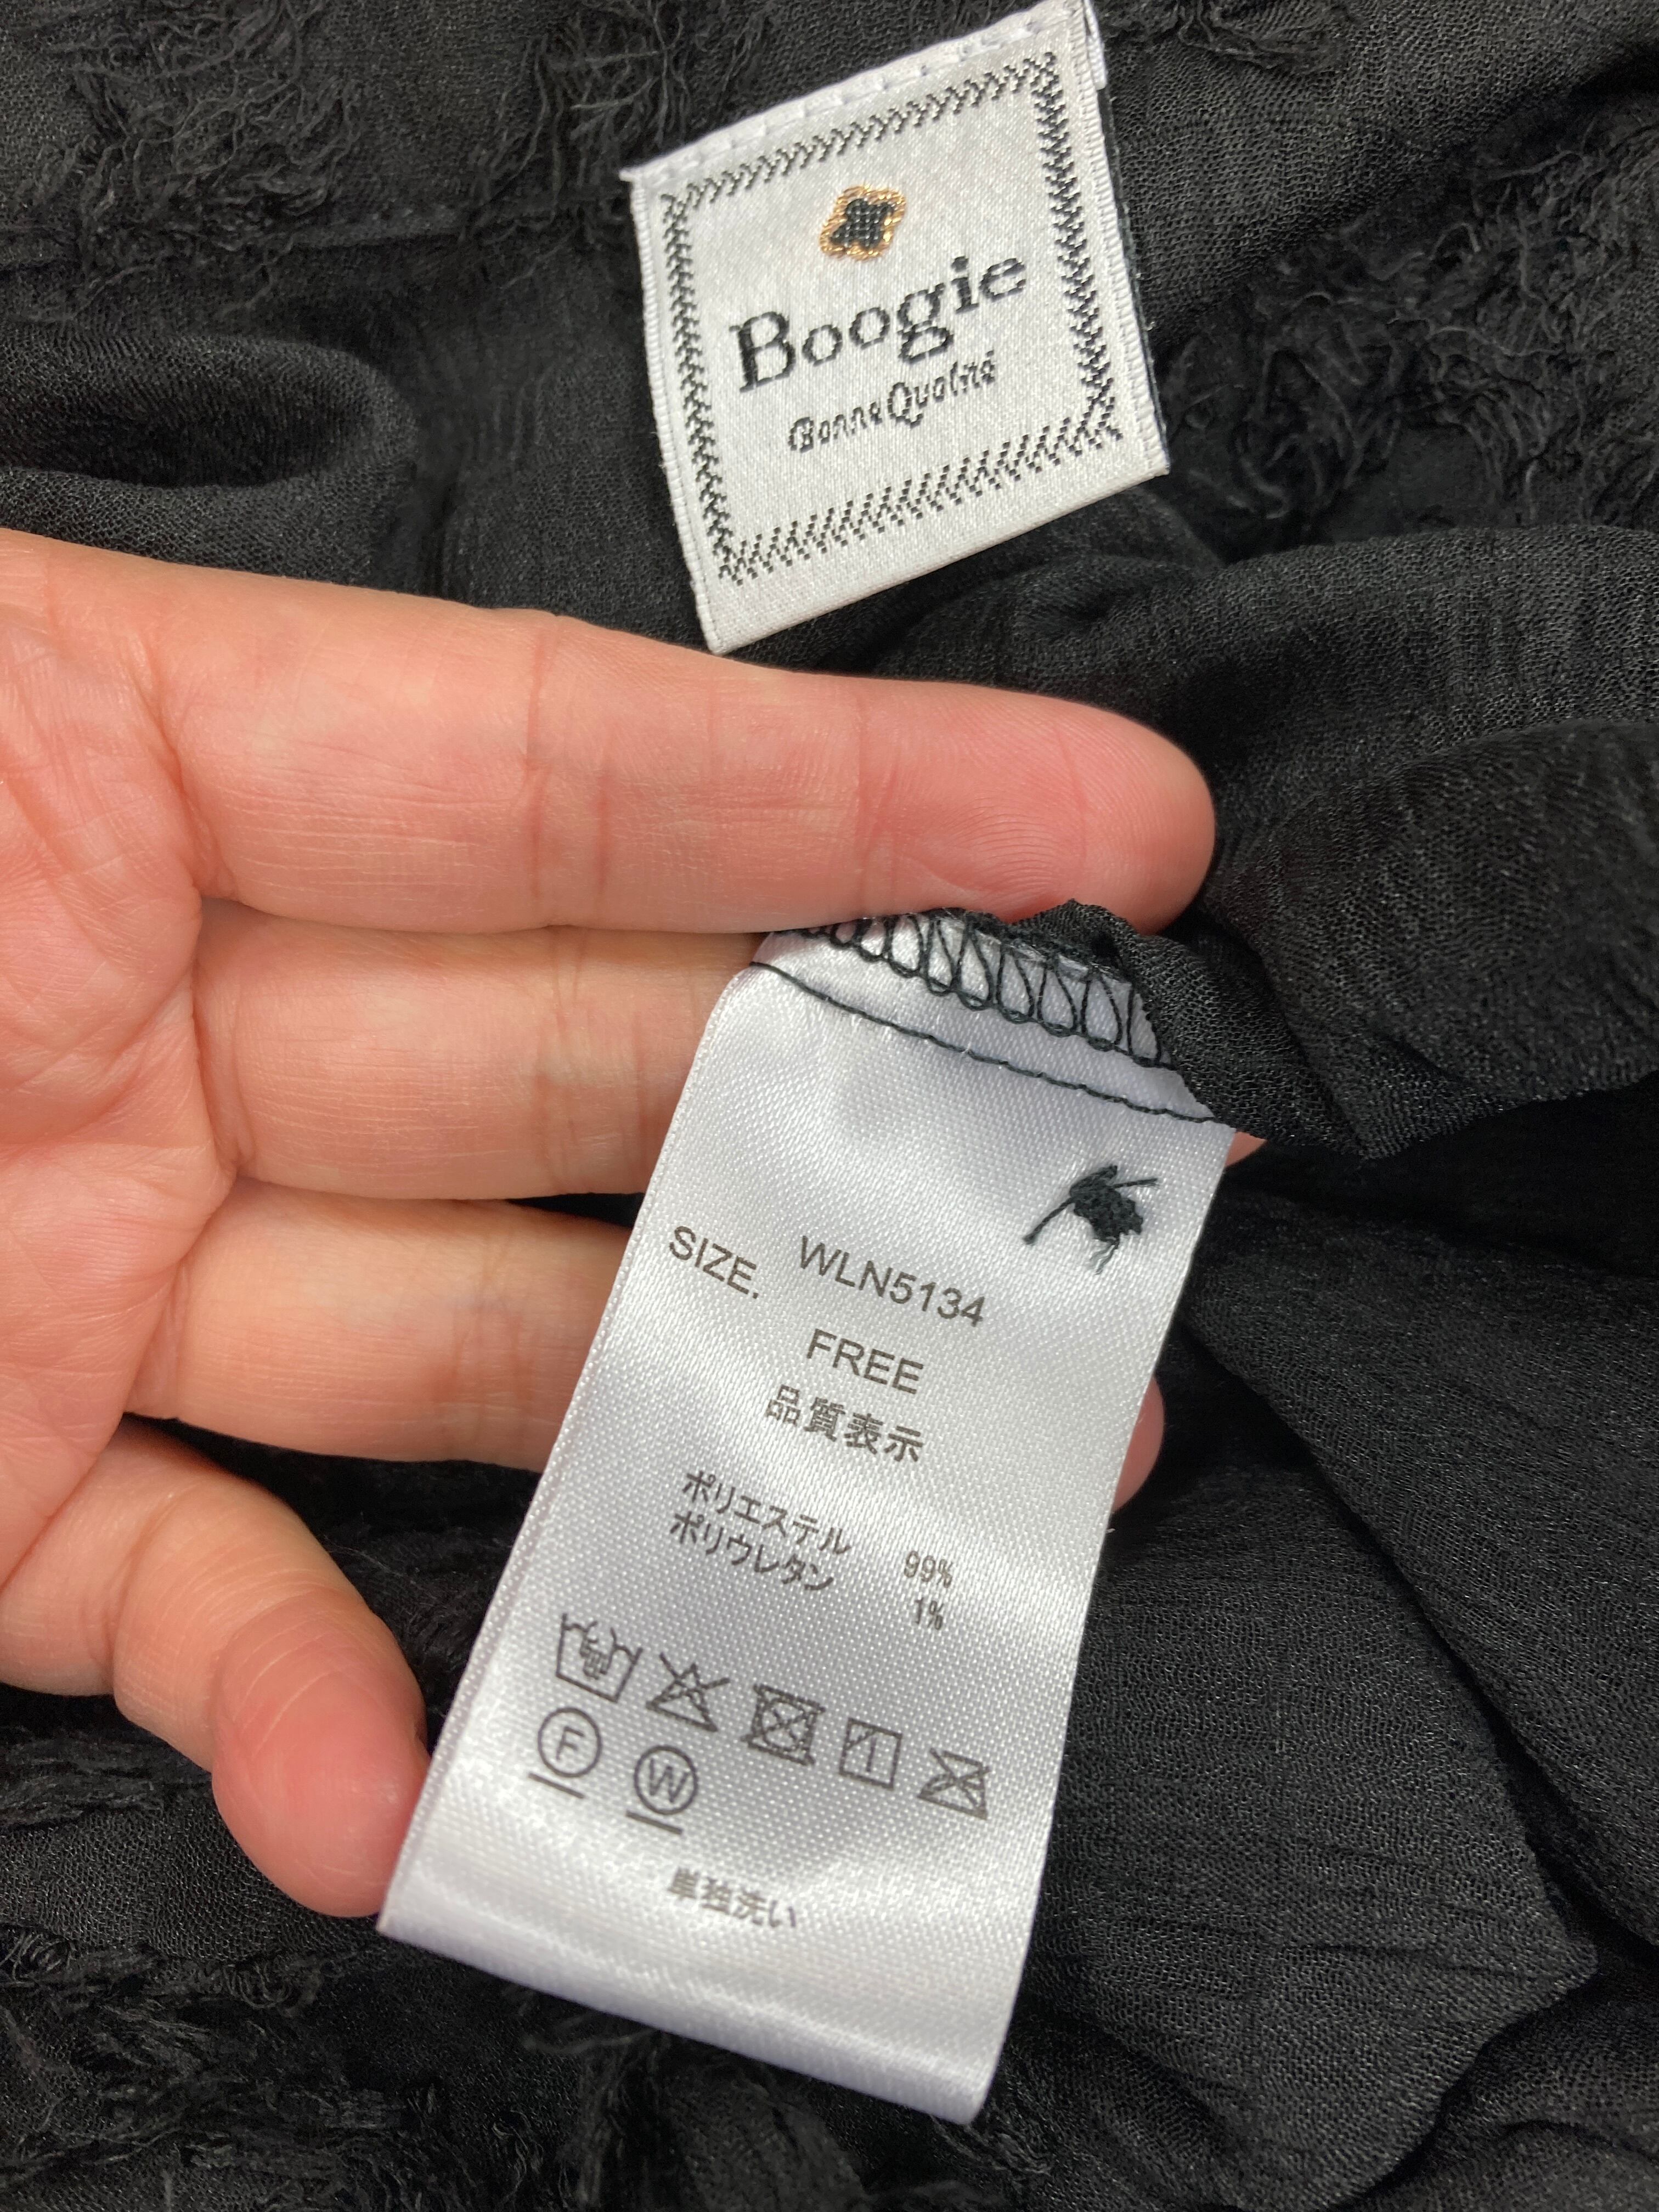 Boogie
BonneQualité
WLN5134
SIZE. FREE
品質表示
ポリエステル 99%
ポリウレタン 1%
F W
単独洗い